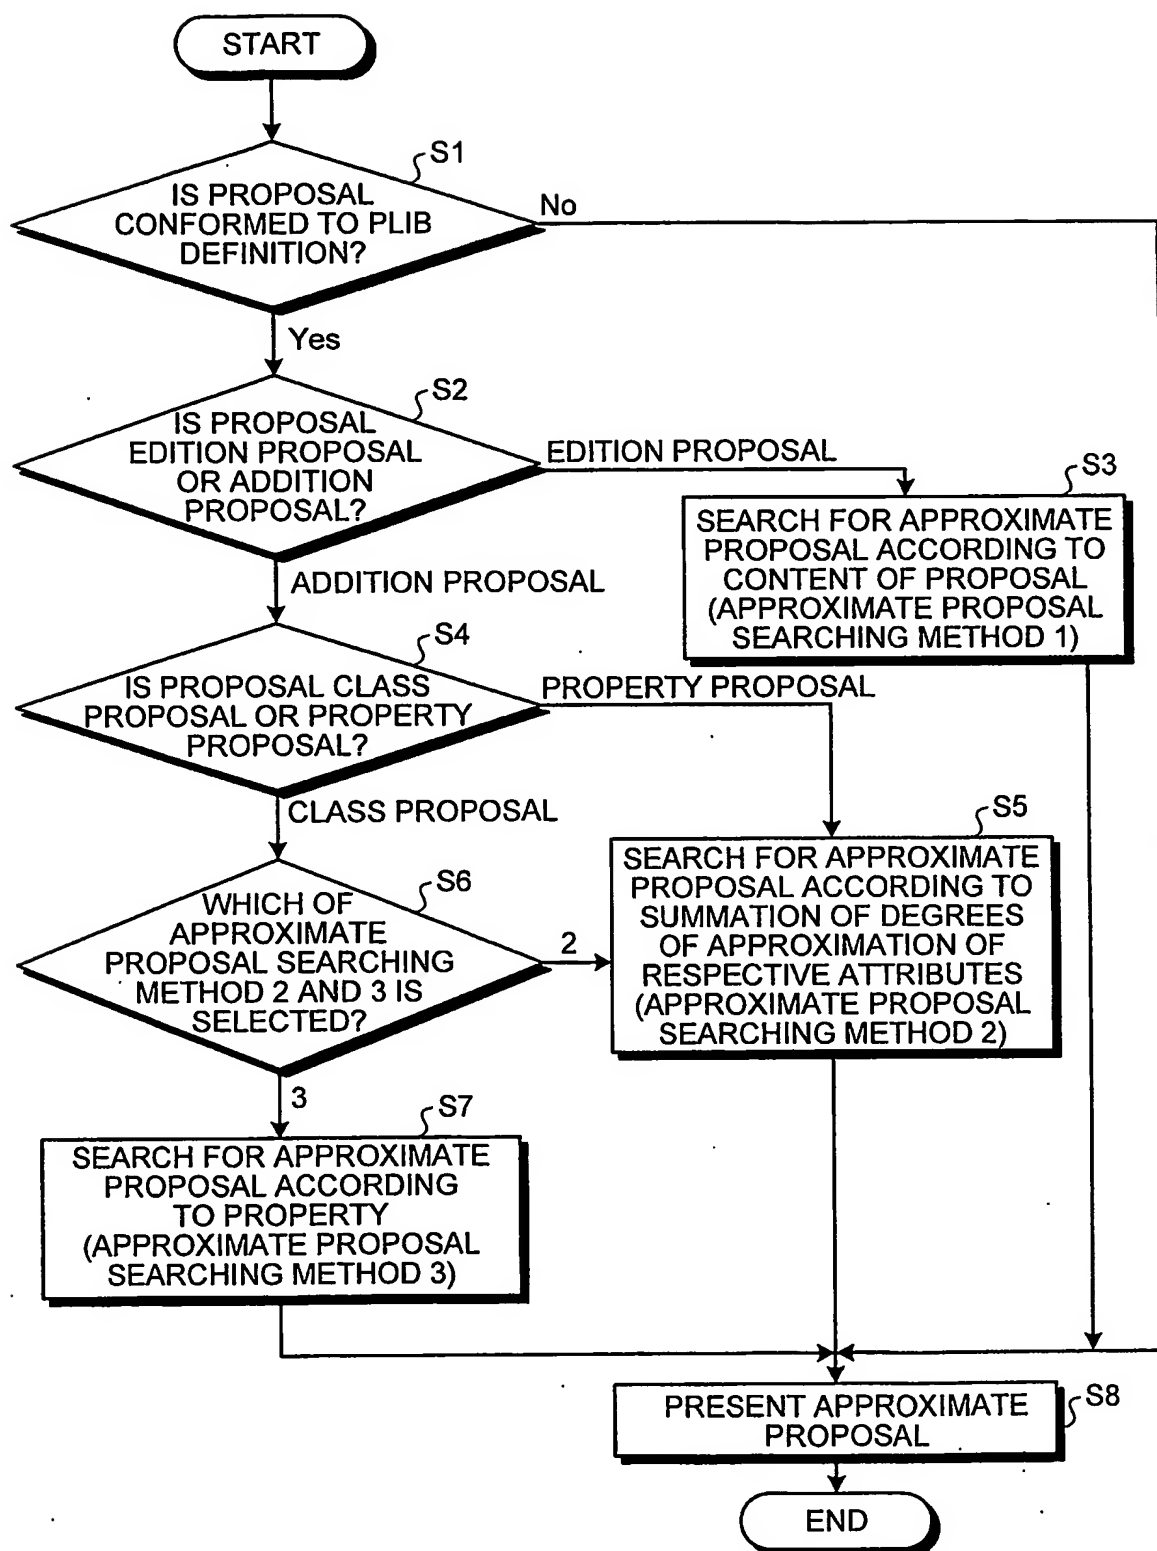 START
S1
IS PROPOSAL
CONFORMED TO PLIB
DEFINITION?
No
Yes
S2
IS PROPOSAL
EDITION PROPOSAL
OR ADDITION
PROPOSAL?
EDITION PROPOSAL
S3
SEARCH FOR APPROXIMATE
PROPOSAL ACCORDING TO
CONTENT OF PROPOSAL
(APPROXIMATE PROPOSAL
SEARCHING METHOD 1)
ADDITION PROPOSAL
S4
IS PROPOSAL CLASS
PROPOSAL OR PROPERTY
PROPOSAL?
PROPERTY PROPOSAL
CLASS PROPOSAL
S5
SEARCH FOR APPROXIMATE
PROPOSAL ACCORDING TO
SUMMATION OF DEGREES
OF APPROXIMATION OF
RESPECTIVE ATTRIBUTES
(APPROXIMATE PROPOSAL
SEARCHING METHOD 2)
S6
WHICH OF
APPROXIMATE
PROPOSAL SEARCHING
METHOD 2 AND 3 IS
SELECTED?
2
3
S7
SEARCH FOR APPROXIMATE
PROPOSAL ACCORDING
TO PROPERTY
(APPROXIMATE PROPOSAL
SEARCHING METHOD 3)
PRESENT APPROXIMATE
PROPOSAL
S8
END